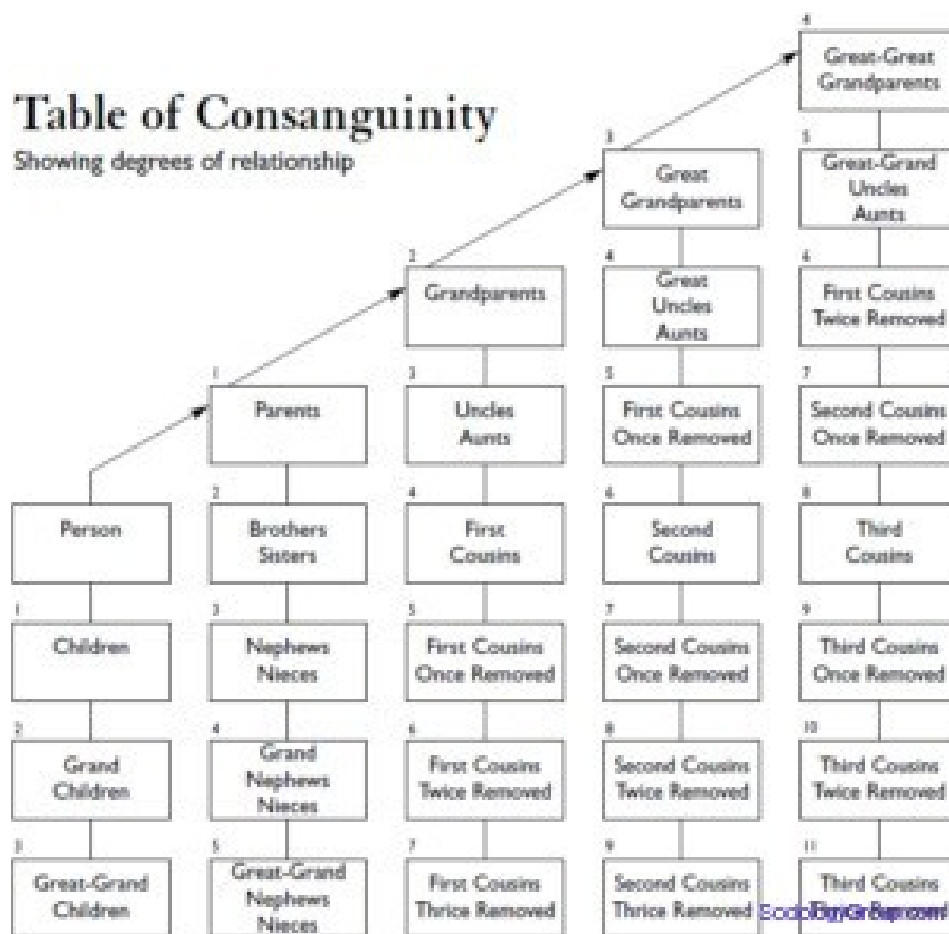 Table of Consanguinity
Showing degrees of relationship
4
Great-Great
Grandparents
3
Great
Grandparents
5
Great-Grand
Uncles
Aunts
2
Grandparents
4
Great
Uncles
Aunts
6
First Cousins
Twice Removed
1
Parents
3
Uncles
Aunts
5
First Cousins
Once Removed
7
Second Cousins
Once Removed
Person
2
Brothers
Sisters
4
First
Cousins
6
Second
Cousins
8
Third
Cousins
1
Children
3
Nephews
Nieces
5
First Cousins
Once Removed
7
Second Cousins
Once Removed
9
Third Cousins
Once Removed
2
Grand
Children
4
Grand
Nephews
Nieces
6
First Cousins
Twice Removed
8
Second Cousins
Twice Removed
10
Third Cousins
Twice Removed
3
Great-Grand
Children
5
Great-Grand
Nephews
Nieces
7
First Cousins
Thrice Removed
9
Second Cousins
Thrice Removed
11
Third Cousins
Thrice Removed
SociologyGroup.com